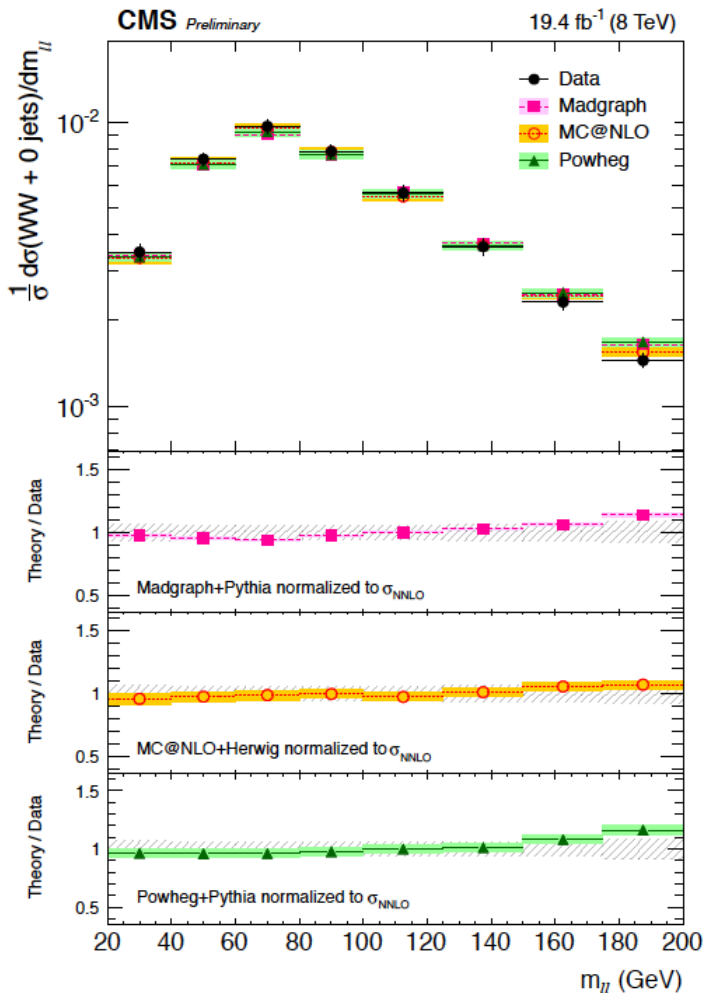 CMS Preliminary 19.4 fb⁻¹ (8 TeV)
1/σ dσ(WW + 0 jets)/dm_ll
10⁻²
10⁻³
Data
Madgraph
MC@NLO
Powheg
Theory / Data
1.5
1
0.5
Madgraph+Pythia normalized to σ_NNLO
Theory / Data
1.5
1
0.5
MC@NLO+Herwig normalized to σ_NNLO
Theory / Data
1.5
1
0.5
Powheg+Pythia normalized to σ_NNLO
20 40 60 80 100 120 140 160 180 200
m_ll (GeV)